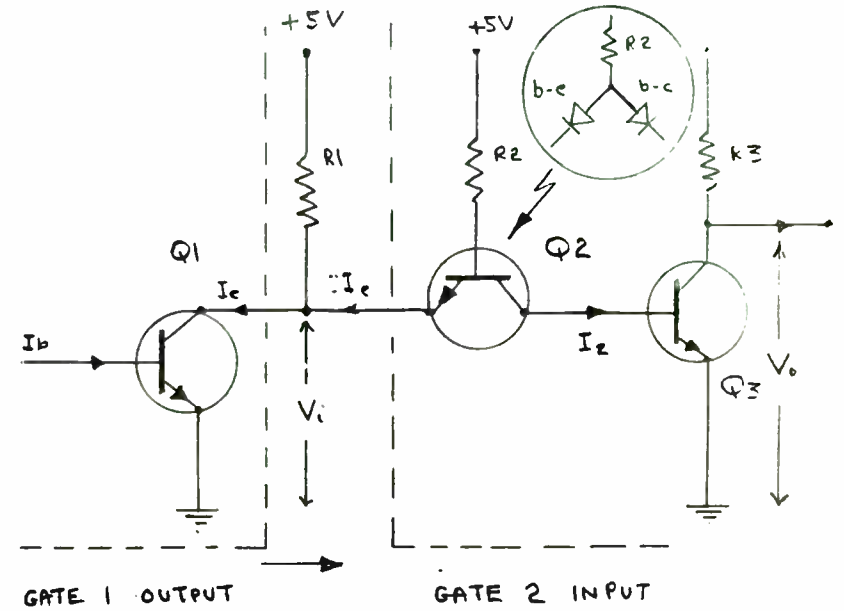 +5V
+5V
R2
b-e
b-c
R1
R2
R3
Q1
Q2
Ic
Ie
Ib
I2
Vi
Q3
Vo
GATE 1 OUTPUT
GATE 2 INPUT